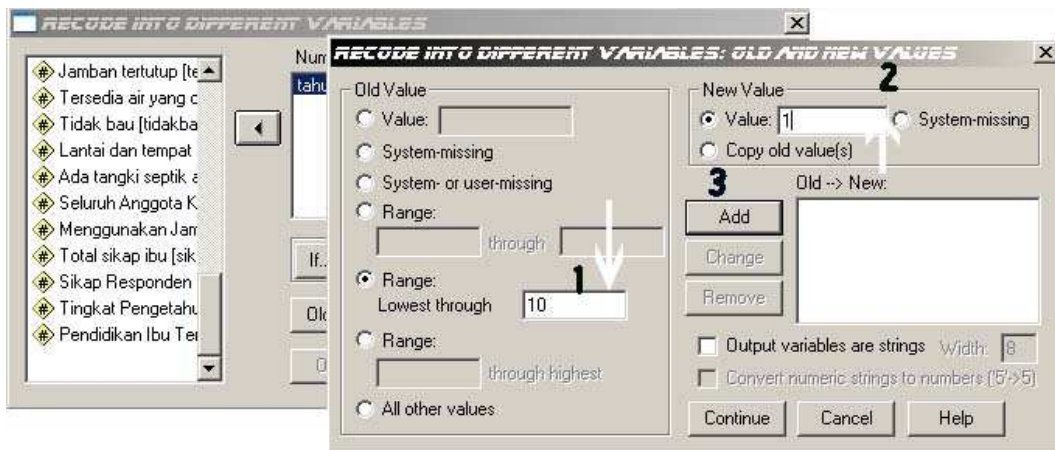 RECODE INTO DIFFERENT VARIABLES
Jamban tertutup [te
Tersedia air yang c
Tidak bau [tidakba
Lantai dan tempat
Ada tangki septik a
Seluruh Anggota K
Menggunakan Jam
Total sikap ibu [sik
Sikap Responden
Tingkat Pengetahu
Pendidikan Ibu Ter
Num
tahu
If..
Old
RECODE INTO DIFFERENT VARIABLES: OLD AND NEW VALUES
Old Value
Value:
System-missing
System- or user-missing
Range:
through
Range:
1
Lowest through 10
Range:
through highest
All other values
2
New Value
Value: 1 System-missing
Copy old value(s)
3
Old --> New:
Add
Change
Remove
Output variables are strings Width: 8
Convert numeric strings to numbers ('5'->5)
Continue Cancel Help